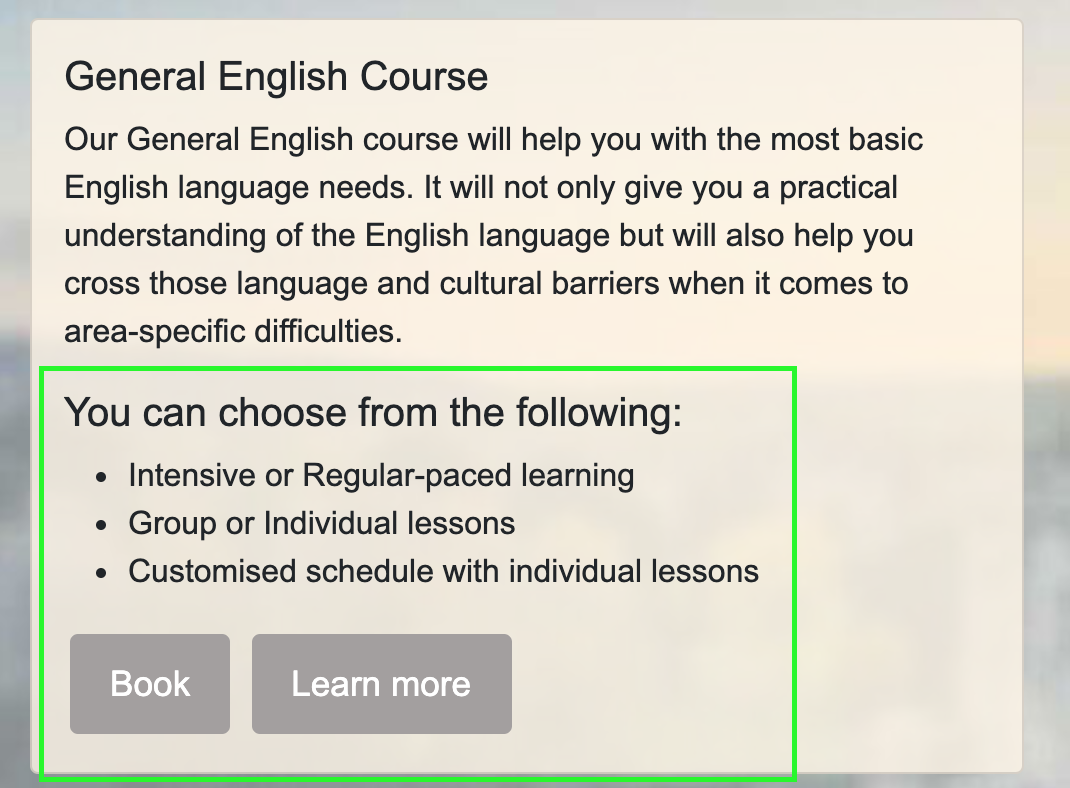 General English Course
Our General English course will help you with the most basic
English language needs. It will not only give you a practical
understanding of the English language but will also help you
cross those language and cultural barriers when it comes to
area-specific difficulties.
You can choose from the following:
• Intensive or Regular-paced learning
• Group or Individual lessons
• Customised schedule with individual lessons
Book
Learn more